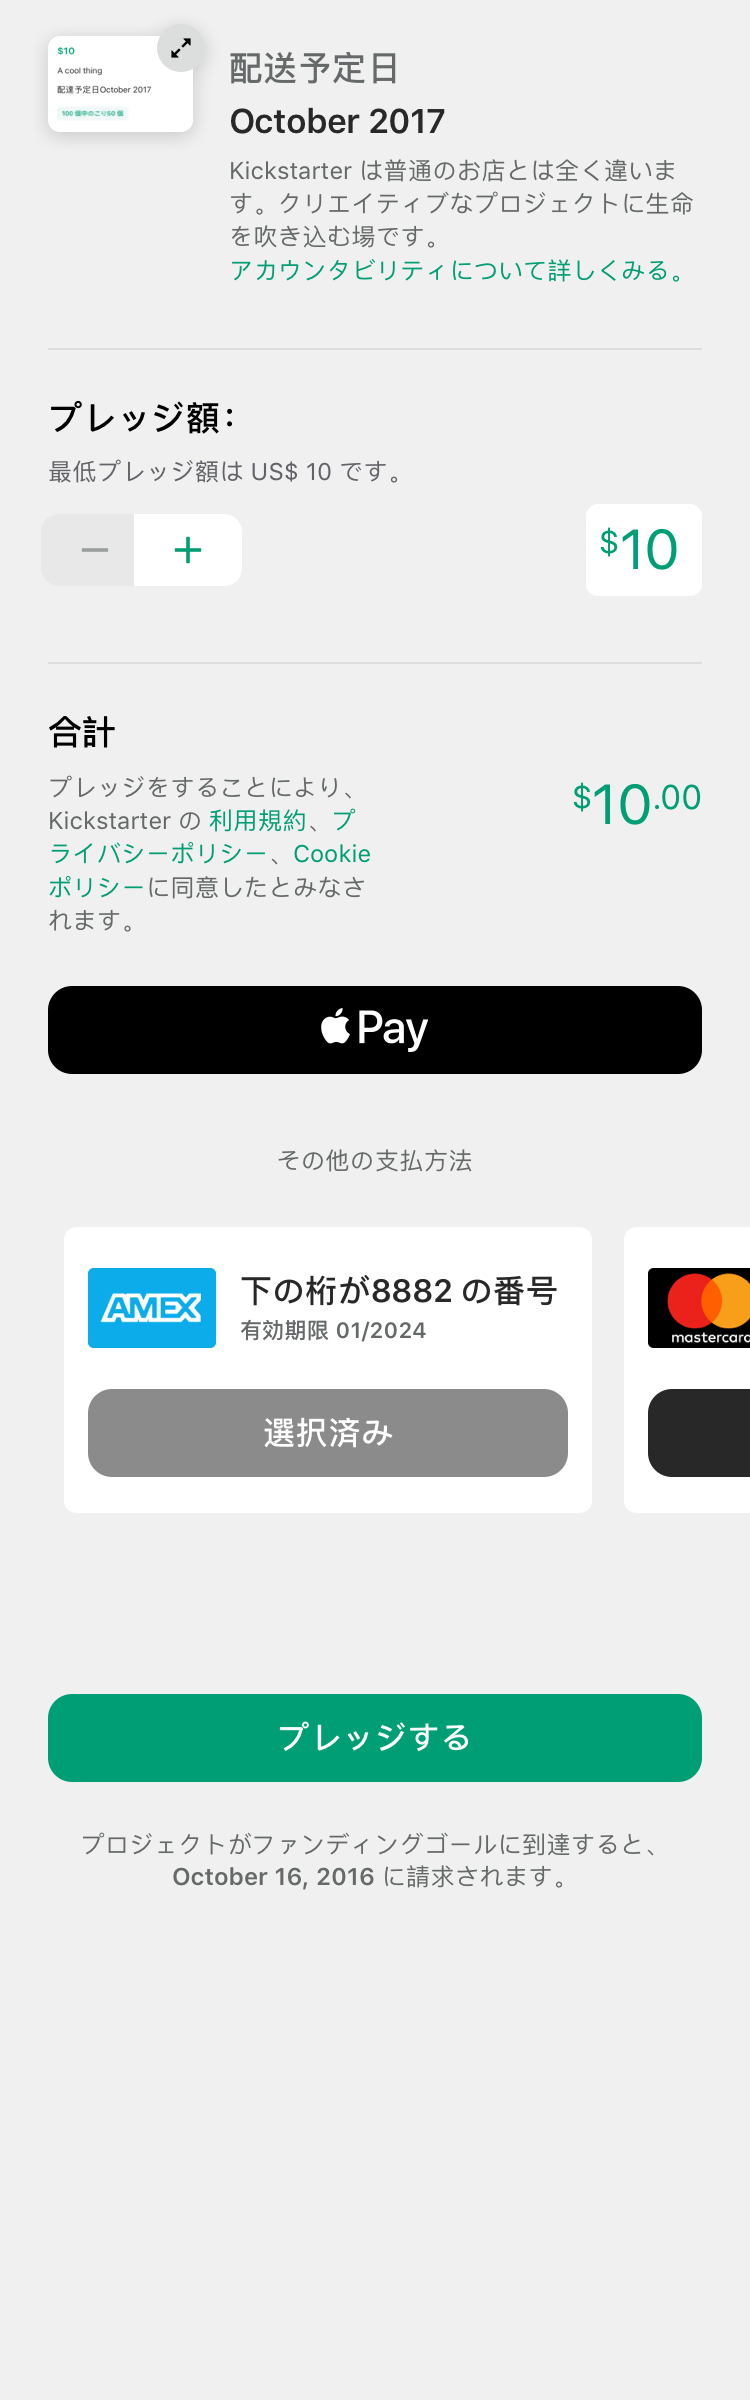 $10
A cool thing
配達予定日October 2017
100 個中のこり50 個
配送予定日
October 2017
Kickstarter は普通のお店とは全く違いま
す。クリエイティブなプロジェクトに生命
を吹き込む場です。
アカウンタビリティについて詳しくみる。
プレッジ額：
最低プレッジ額は US$ 10 です。
$10
合計
プレッジをすることにより、
Kickstarter の 利用規約、プ
ライバシーポリシー、Cookie
ポリシーに同意したとみなさ
れます。
$10.00
Pay
その他の支払方法
AMEX
下の桁が8882 の番号
有効期限 01/2024
選択済み
mastercard
プレッジする
プロジェクトがファンディングゴールに到達すると、
October 16, 2016 に請求されます。